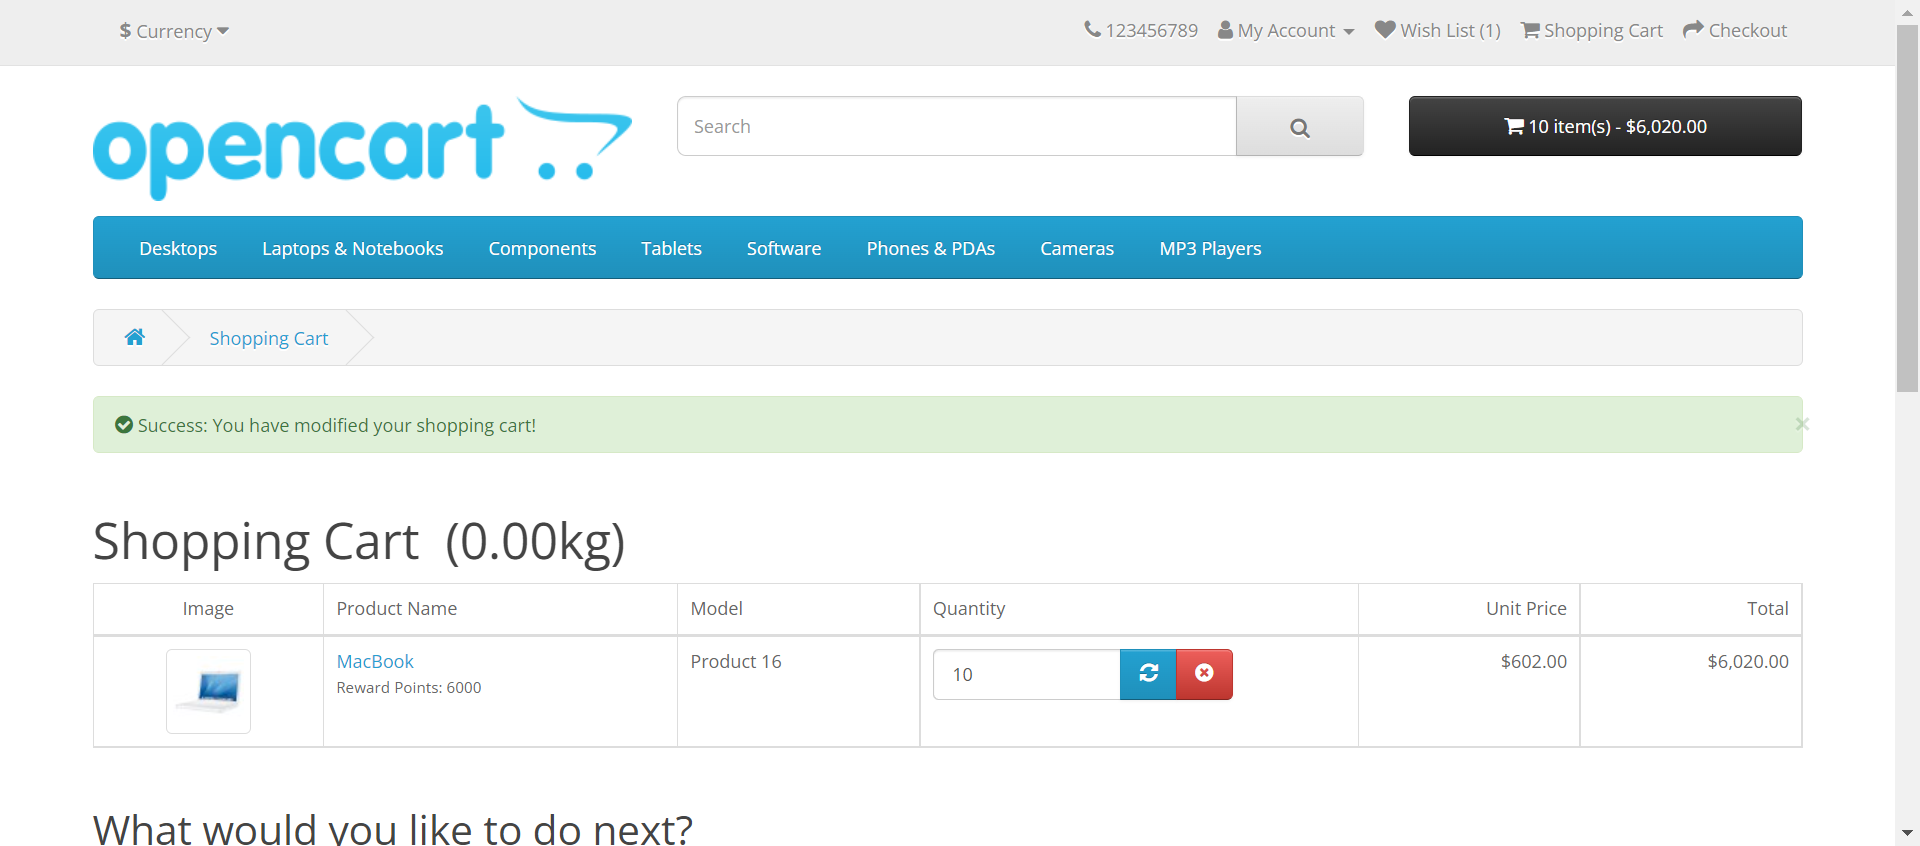 $ Currency
123456789 My Account Wish List (1) Shopping Cart Checkout
opencart
Search
10 item(s) - $6,020.00
Desktops Laptops & Notebooks Components Tablets Software Phones & PDAs Cameras MP3 Players
Shopping Cart
Success: You have modified your shopping cart!
×
Shopping Cart (0.00kg)
Image Product Name Model Quantity Unit Price Total
MacBook Product 16 10 $602.00 $6,020.00
Reward Points: 6000
What would you like to do next?